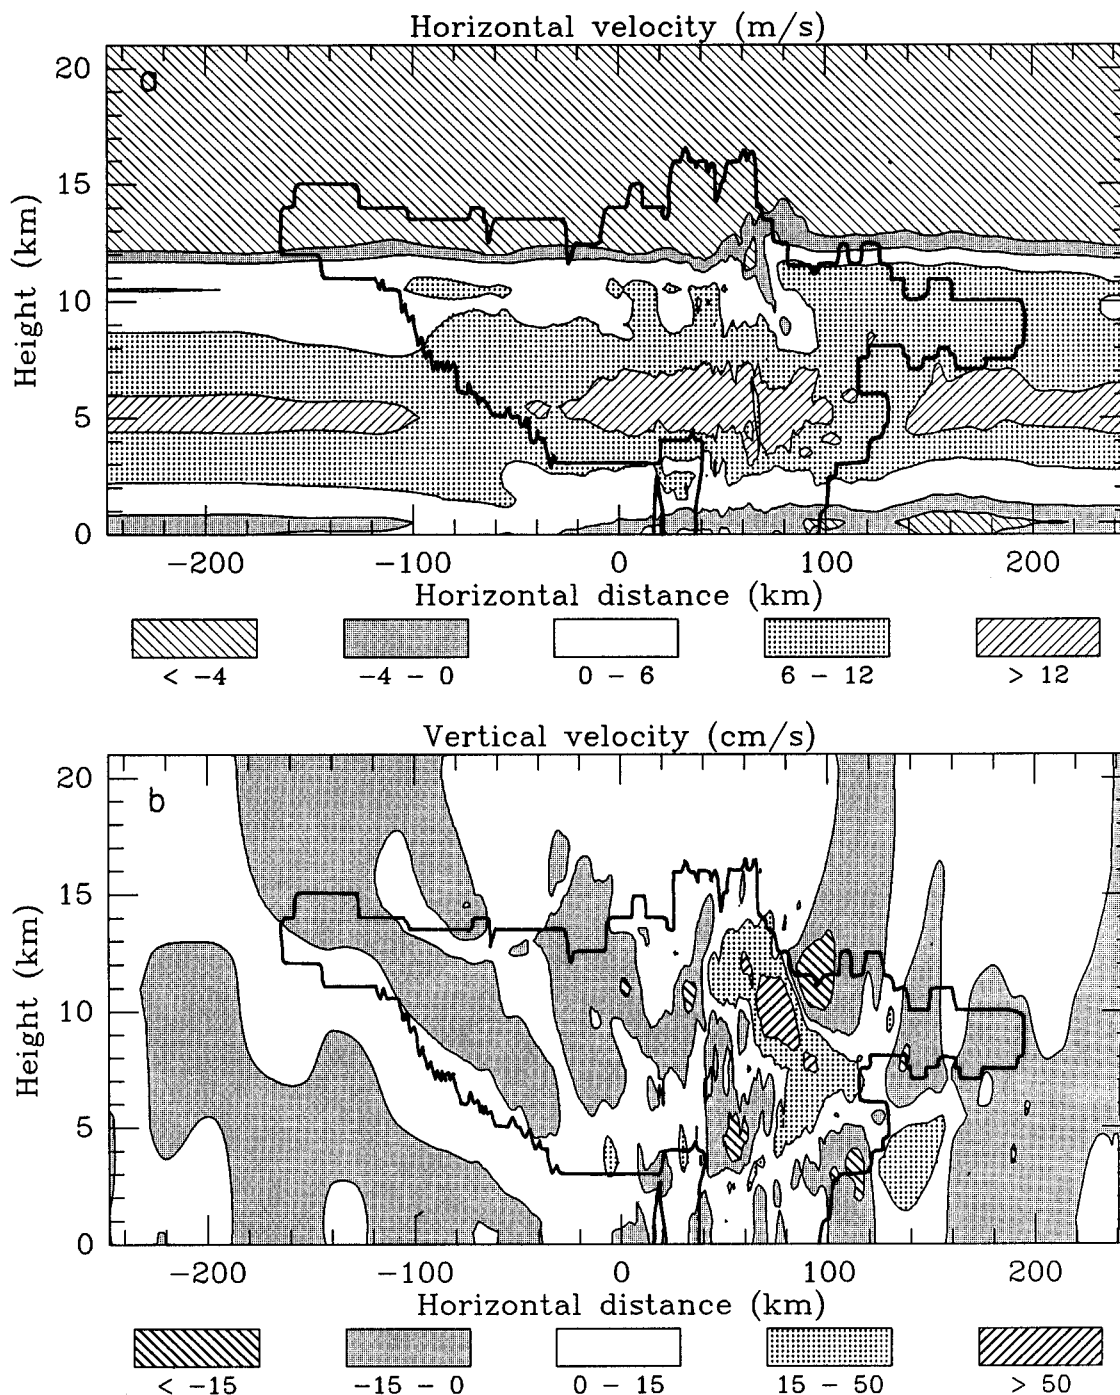 Horizontal velocity (m/s)
a
20
15
10
5
0
Height (km)
−200 −100 0 100 200
Horizontal distance (km)
< −4 −4 − 0 0 − 6 6 − 12 > 12
Vertical velocity (cm/s)
b
20
15
10
5
0
Height (km)
−200 −100 0 100 200
Horizontal distance (km)
< −15 −15 − 0 0 − 15 15 − 50 > 50